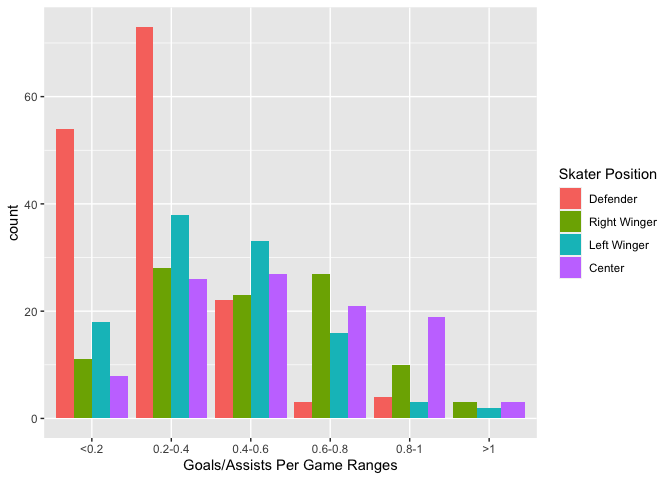 60
40
20
0
count
<0.2
0.2-0.4
0.4-0.6
0.6-0.8
0.8-1
>1
Goals/Assists Per Game Ranges
Skater Position
Defender
Right Winger
Left Winger
Center